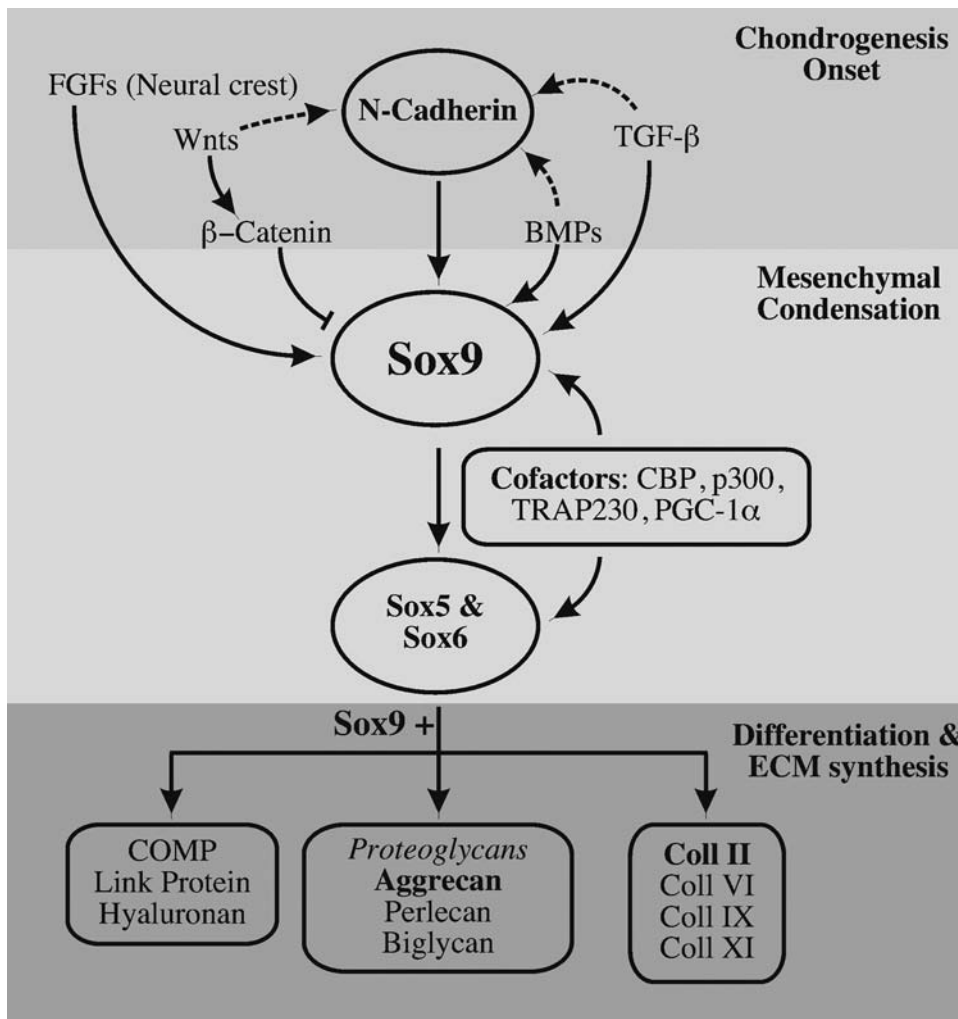 Chondrogenesis
Onset
FGFs (Neural crest)
N-Cadherin
Wnts
TGF-β
β–Catenin
BMPs
Mesenchymal
Condensation
Sox9
Cofactors: CBP, p300,
TRAP230, PGC-1α
Sox5 &
Sox6
Sox9 +
Differentiation &
ECM synthesis
COMP
Link Protein
Hyaluronan
Proteoglycans
Aggrecan
Perlecan
Biglycan
Coll II
Coll VI
Coll IX
Coll XI